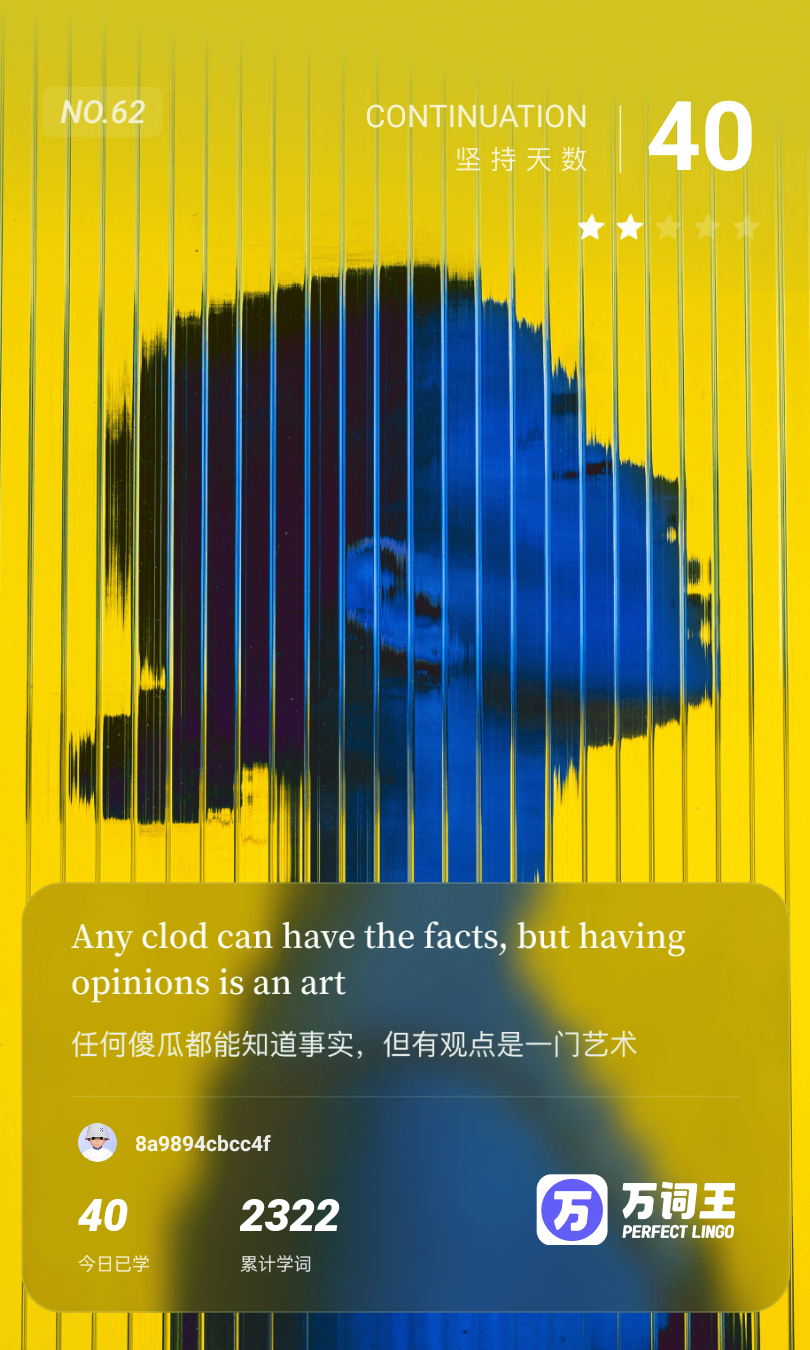 NO.62
CONTINUATION
坚持天数
40
Any clod can have the facts, but having
opinions is an art
任何傻瓜都能知道事实，但有观点是一门艺术
8a9894cbcc4f
40
2322
今日已学
累计学词
万
万词王
PERFECT LINGO